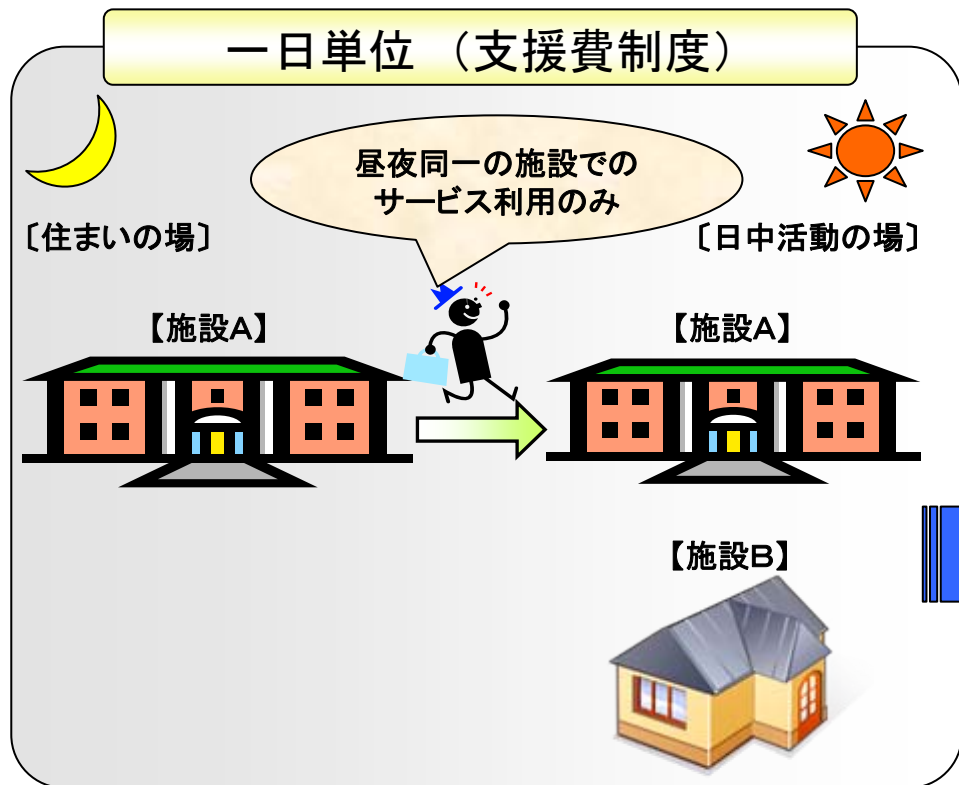 一日単位 （支援費制度）
昼夜同一の施設での
サービス利用のみ
〔住まいの場〕
〔日中活動の場〕
【施設Ａ】
【施設Ａ】
【施設Ｂ】